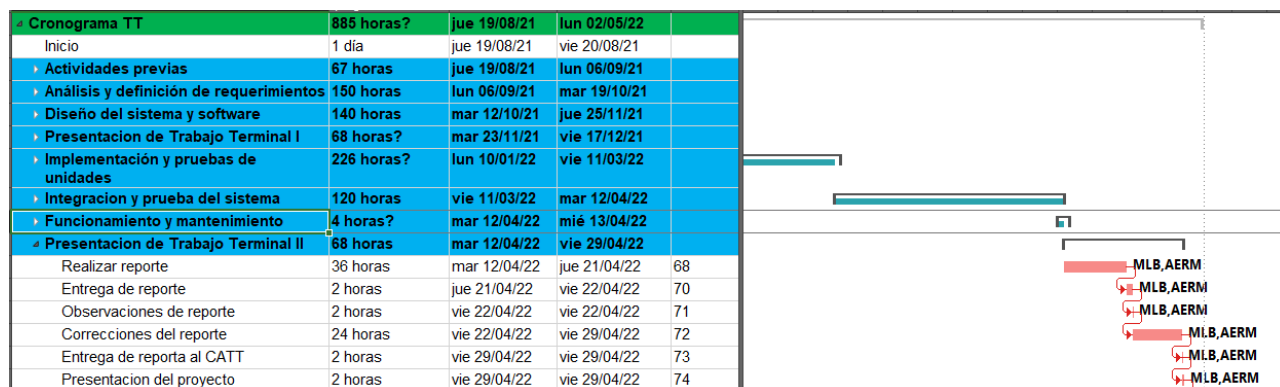 Cronograma TT 885 horas? jue 19/08/21 lun 02/05/22
Inicio 1 día jue 19/08/21 vie 20/08/21
Actividades previas 67 horas jue 19/08/21 lun 06/09/21
Análisis y definición de requerimientos 150 horas lun 06/09/21 mar 19/10/21
Diseño del sistema y software 140 horas mar 12/10/21 jue 25/11/21
Presentacion de Trabajo Terminal I 68 horas? mar 23/11/21 vie 17/12/21
Implementación y pruebas de 226 horas? lun 10/01/22 vie 11/03/22
unidades
Integracion y prueba del sistema 120 horas vie 11/03/22 mar 12/04/22
Funcionamiento y mantenimiento 4 horas? mar 12/04/22 mié 13/04/22
Presentacion de Trabajo Terminal II 68 horas mar 12/04/22 vie 29/04/22
Realizar reporte 36 horas mar 12/04/22 jue 21/04/22 68 MLB,AERM
Entrega de reporte 2 horas jue 21/04/22 vie 22/04/22 70 MLB,AERM
Observaciones de reporte 2 horas vie 22/04/22 vie 22/04/22 71 MLB,AERM
Correcciones del reporte 24 horas vie 22/04/22 vie 29/04/22 72 MLB,AERM
Entrega de reporta al CATT 2 horas vie 29/04/22 vie 29/04/22 73 MLB,AERM
Presentacion del proyecto 2 horas vie 29/04/22 vie 29/04/22 74 MLB,AERM